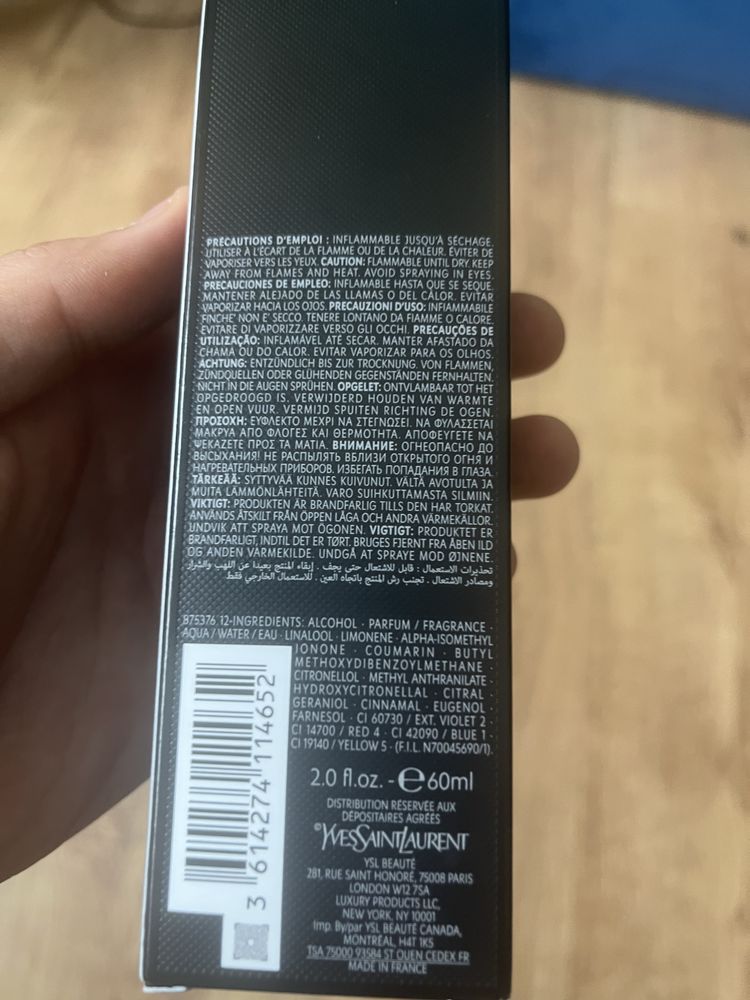 PRÉCAUTIONS D'EMPLOI : INFLAMMABLE JUSQU'À SÉCHAGE.
UTILISER À L'ÉCART DE LA FLAMME OU DE LA CHALEUR. ÉVITER DE
VAPORISER VERS LES YEUX. CAUTION: FLAMMABLE UNTIL DRY. KEEP
AWAY FROM FLAMES AND HEAT. AVOID SPRAYING IN EYES.
PRECAUCIONES DE EMPLEO: INFLAMABLE HASTA QUE SE SEQUE.
MANTENER ALEJADO DE LAS LLAMAS O DEL CALOR. EVITAR
VAPORIZAR HACIA LOS OJOS. PRECAUZIONI D'USO: INFIAMMABILE
FINCHE' NON E' SECCO. TENERE LONTANO DA FIAMME O CALORE.
EVITARE DI VAPORIZZARE VERSO GLI OCCHI. PRECAUÇÕES DE
UTILIZAÇÃO: INFLAMÁVEL ATÉ SECAR. MANTER AFASTADO DA
CHAMA OU DO CALOR. EVITAR VAPORIZAR PARA OS OLHOS.
ACHTUNG: ENTZÜNDLICH BIS ZUR TROCKNUNG. VON FLAMMEN,
ZÜNDQUELLEN ODER GLÜHENDEN GEGENSTÄNDEN FERNHALTEN.
NICHT IN DIE AUGEN SPRÜHEN. OPGELET: ONTVLAMBAAR TOT HET
OPGEDROOGD IS. VERWIJDERD HOUDEN VAN WARMTE
EN OPEN VUUR. VERMIJD SPUITEN RICHTING DE OGEN.
ΠΡΟΣΟΧΗ: ΕΥΦΛΕΚΤΟ ΜΕΧΡΙ ΝΑ ΣΤΕΓΝΩΣΕΙ. ΝΑ ΦΥΛΑΣΣΕΤΑΙ
ΜΑΚΡΥΑ ΑΠΟ ΦΛΟΓΕΣ ΚΑΙ ΘΕΡΜΟΤΗΤΑ. ΑΠΟΦΕΥΓΕΤΕ ΝΑ
ΨΕΚΑΖΕΤΕ ΠΡΟΣ ΤΑ ΜΑΤΙΑ. ВНИМАНИЕ: ОГНЕОПАСНО ДО
ВЫСЫХАНИЯ! НЕ РАСПЫЛЯТЬ ВБЛИЗИ ОТКРЫТОГО ОГНЯ И
НАГРЕВАТЕЛЬНЫХ ПРИБОРОВ. ИЗБЕГАТЬ ПОПАДАНИЯ В ГЛАЗА.
TÄRKEÄÄ: SYTTYVÄÄ KUNNES KUIVUNUT. VÄLTÄ AVOTULTA JA
MUITA LÄMMÖNLÄHTEITÄ. VARO SUIHKUTTAMASTA SILMIIN.
VIKTIGT: PRODUKTEN ÄR BRANDFARLIG TILLS DEN HAR TORKAT.
ANVÄNDS ÅTSKILT FRÅN ÖPPEN LÅGA OCH ANDRA VÄRMEKÄLLOR.
UNDVIK ATT SPRAYA MOT ÖGONEN. VIGTIGT: PRODUKTET ER
BRANDFARLIGT, INDTIL DET ER TØRT. BRUGES FJERNT FRA ÅBEN ILD
OG ANDEN VARMEKILDE. UNDGÅ AT SPRAYE MOD ØJNENE.
تحذيرات الاستعمال : قابل للاشتعال حتى يجف . إبقاء المنتج بعيدا عن اللهب والشرار
ومصادر الاشتعال . تجنب رش المنتج باتجاه العين . للاستعمال الخارجي فقط
875376 12-INGREDIENTS: ALCOHOL · PARFUM / FRAGRANCE ·
AQUA / WATER / EAU · LINALOOL · LIMONENE · ALPHA-ISOMETHYL
IONONE · COUMARIN · BUTYL
METHOXYDIBENZOYLMETHANE ·
CITRONELLOL · METHYL ANTHRANILATE ·
HYDROXYCITRONELLAL · CITRAL ·
GERANIOL · CINNAMAL · EUGENOL ·
FARNESOL · CI 60730 / EXT. VIOLET 2 ·
CI 14700 / RED 4 · CI 42090 / BLUE 1 ·
CI 19140 / YELLOW 5 · (F.I.L. N70045690/1).
3 614274 114652
2.0 fl.oz. - ℮ 60ml
DISTRIBUTION RÉSERVÉE AUX
DÉPOSITAIRES AGRÉÉS
©YVESSAINTLAURENT
YSL BEAUTÉ
281, RUE SAINT HONORÉ, 75008 PARIS
LONDON W12 7SA
LUXURY PRODUCTS LLC,
NEW YORK, NY 10001
Imp. By/par YSL BEAUTÉ CANADA,
MONTRÉAL, H4T 1K5
TSA 75000 93584 ST OUEN CEDEX FR
MADE IN FRANCE